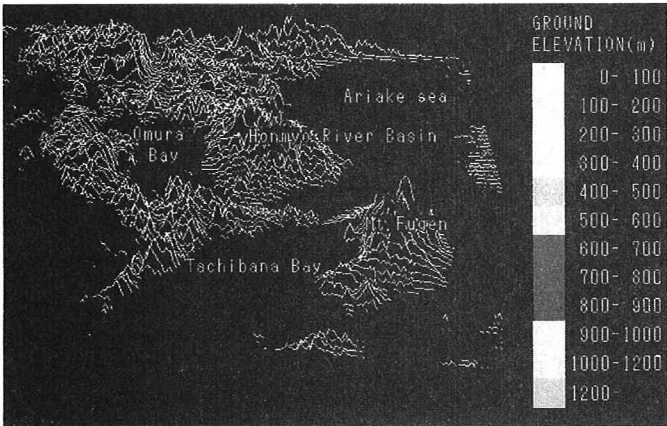 GROUND
ELEVATION(m)
0- 100
100- 200
200- 300
300- 400
400- 500
500- 600
600- 700
700- 800
800- 900
900-1000
1000-1200
1200-
Ariake sea
Omura
Bay
Honmyo River Basin
Mt. Fugen
Tachibana Bay